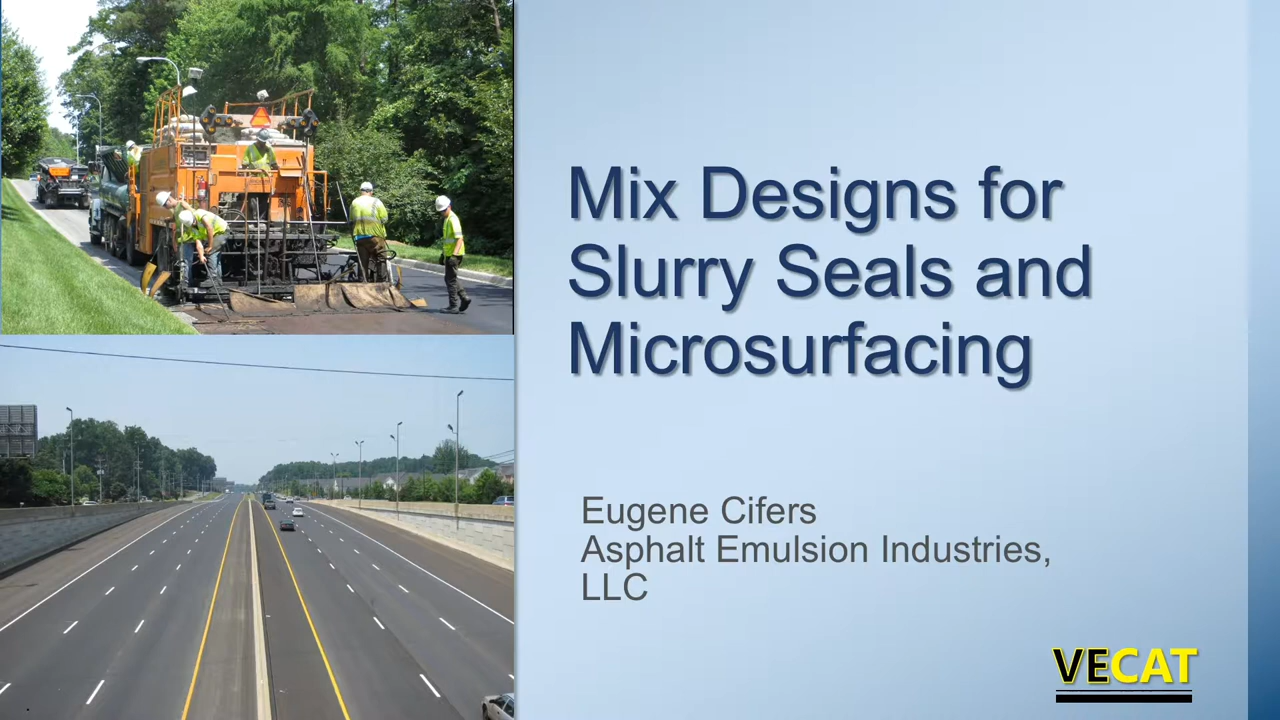 Mix Designs for
Slurry Seals and
Microsurfacing
Eugene Cifers
Asphalt Emulsion Industries,
LLC
VECAT